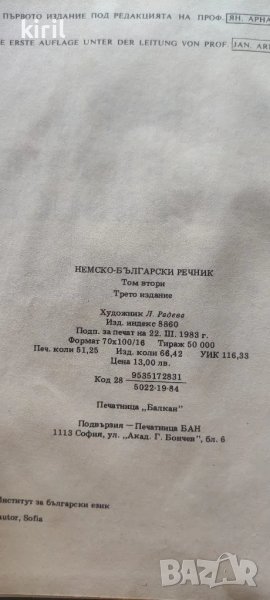 ПЪРВОТО ИЗДАНИЕ ПОД РЕДАКЦИЯТА НА ПРОФ. ЯН. АРНА
E ERSTE AUFLAGE UNTER DER LEITUNG VON PROF. JAN. AR
kiril
НЕМСКО-БЪЛГАРСКИ РЕЧНИК
Том втори
Трето издание
Художник Л. Радева
Изд. индекс 8860
Подп. за печат на 22. III. 1983 г.
Формат 70х100/16 Тираж 50 000
Печ. коли 51,25 Изд. коли 66,42 УИК 116,33
Цена 13,00 лв.
Код 28 9535172831
5022-19-84
Печатница „Балкан"
Подвързия — Печатница БАН
1113 София, ул. „Акад. Г. Бончев", бл. 6
Институт за български език
utor, Sofia
BAZAR